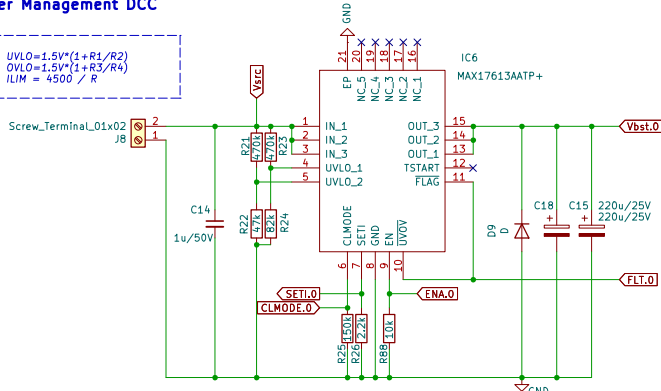 er Management DCC
UVLO=1.5V*(1+R1/R2)
OVLO=1.5V*(1+R3/R4)
ILIM = 4500 / R
GND
21
20
19
18
17
16
EP
NC_5
NC_4
NC_3
NC_2
NC_1
IC6
MAX17613AATP+
Vsrc
Screw_Terminal_01x02
J8
2
1
R21
470k
470k
R23
1
IN_1
2
IN_2
3
IN_3
4
UVLO_1
5
UVLO_2
OUT_3
15
OUT_2
14
OUT_1
13
TSTART
12
FLAG
11
Vbst.0
C14
1u/50V
R22
47k
82k
R24
CLMODE
SETI
GND
EN
UVOV
6
7
8
9
10
D9
D
C18
C15
220u/25V
220u/25V
FLT.0
SETI.0
CLMODE.0
ENA.0
R25
150k
R26
2.2k
R88
10k
GND